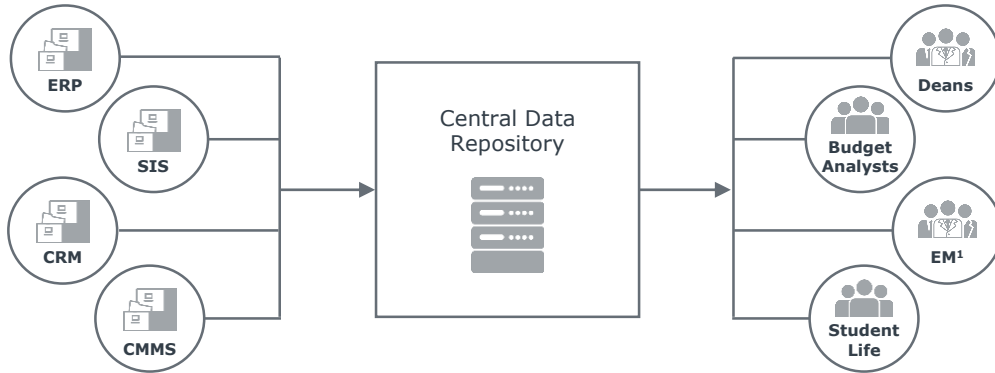 ERP
SIS
CRM
CMMS
Central Data
Repository
Deans
Budget
Analysts
EM¹
Student
Life